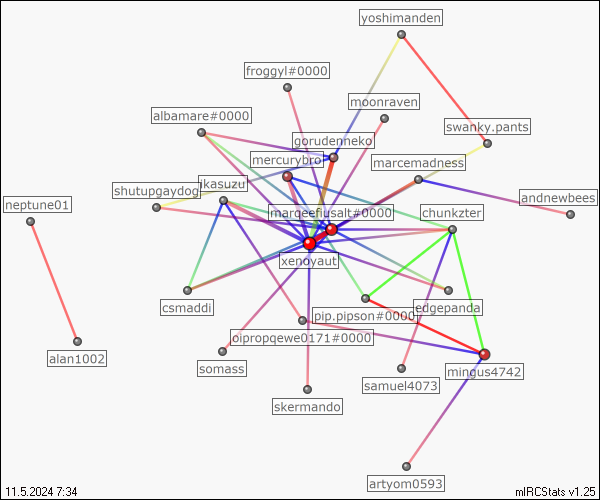 yoshimanden
froggyl#0000
moonraven
albamare#0000
swanky.pants
gorudenneko
mercurybro
marcemadness
shutupgaydog
ikasuzu
andnewbees
neptune01
margeefusalt#0000
chunkzter
xenoyaut
csmaddi
edgepanda
pip.pipson#0000
oipropqewe0171#0000
alan1002
somass
mingus4742
samuel4073
skermando
artyom0593
11.5.2024 7:34
mIRCStats v1.25